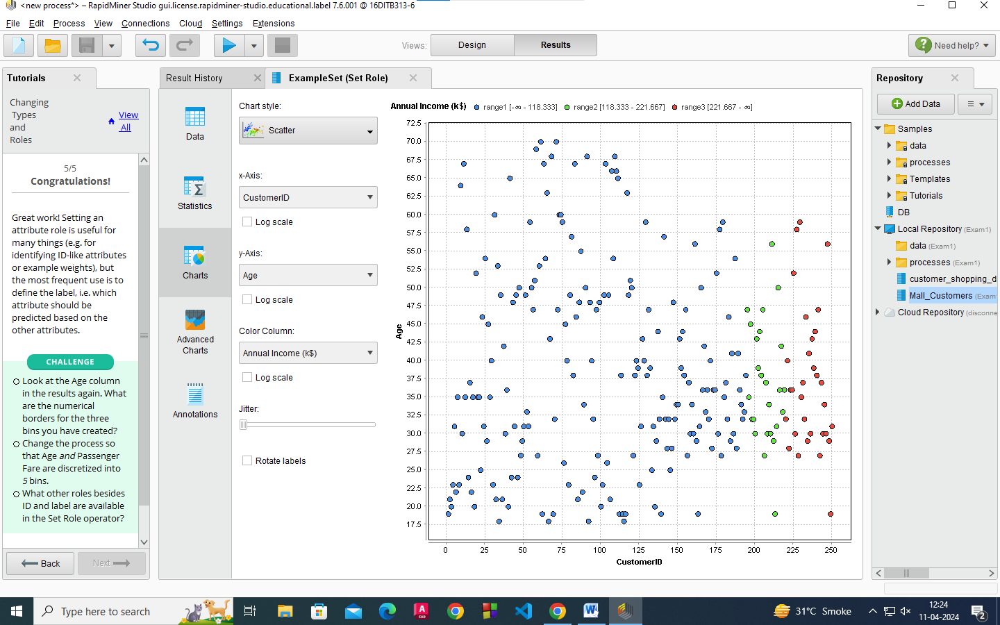 <new process*> – RapidMiner Studio gui.license.rapidminer-studio.educational.label 7.6.001 @ 16DITB313-6
File Edit Process View Connections Cloud Settings Extensions
Views: Design Results
Need help?
Tutorials
Changing
Types
and
Roles
View
All
5/5
Congratulations!
Great work! Setting an
attribute role is useful for
many things (e.g. for
identifying ID-like attributes
or example weights), but
the most frequent use is to
define the label, i.e. which
attribute should be
predicted based on the
other attributes.
CHALLENGE
Look at the Age column
in the results again. What
are the numerical
borders for the three
bins you have created?
Change the process so
that Age and Passenger
Fare are discretized into
5 bins.
What other roles besides
ID and label are available
in the Set Role operator?
Back Next
Result History
ExampleSet (Set Role)
Data
Statistics
Charts
Advanced
Charts
Annotations
Chart style:
Scatter
x-Axis:
CustomerID
Log scale
y-Axis:
Age
Log scale
Color Column:
Annual Income (k$)
Log scale
Jitter:
Rotate labels
Annual Income (k$) range1 [-∞ - 118.333] range2 [118.333 - 221.667] range3 [221.667 - ∞]
72.5
70.0
67.5
65.0
62.5
60.0
57.5
55.0
52.5
50.0
47.5
45.0
42.5
40.0
37.5
35.0
32.5
30.0
27.5
25.0
22.5
20.0
17.5
Age
0 25 50 75 100 125 150 175 200 225 250
CustomerID
Repository
Add Data
Samples
data
processes
Templates
Tutorials
DB
Local Repository (Exam1)
data (Exam1)
processes (Exam1)
customer_shopping_d
Mall_Customers (Exam
Cloud Repository (disconne
Type here to search
A
CAD
W
31°C Smoke
12:24
11-04-2024
2